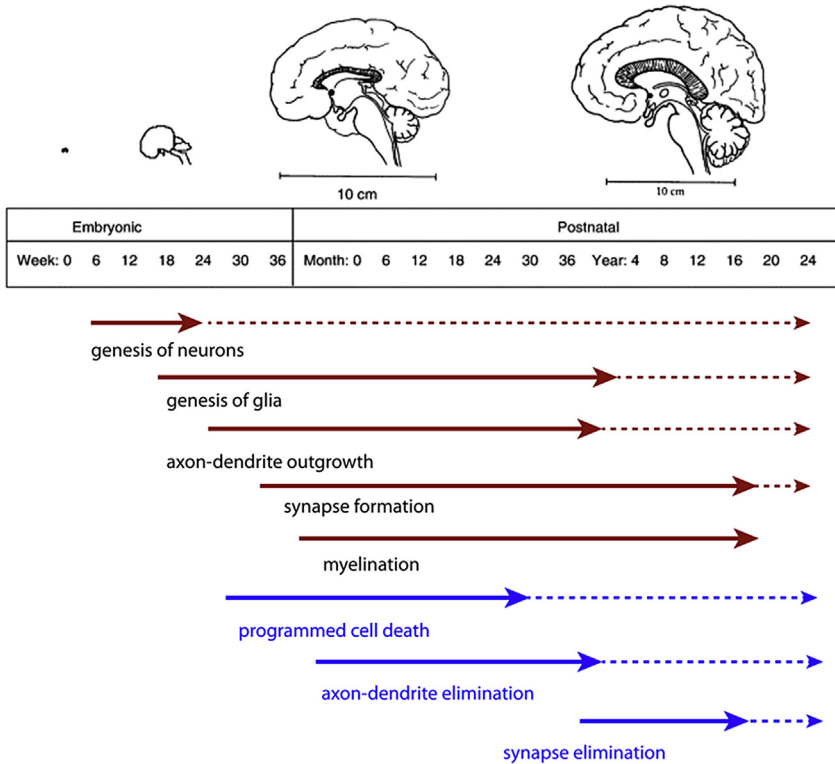 10 cm
10 cm
Embryonic Postnatal
Week: 0 6 12 18 24 30 36 Month: 0 6 12 18 24 30 36 Year: 4 8 12 16 20 24
genesis of neurons
genesis of glia
axon-dendrite outgrowth
synapse formation
myelination
programmed cell death
axon-dendrite elimination
synapse elimination